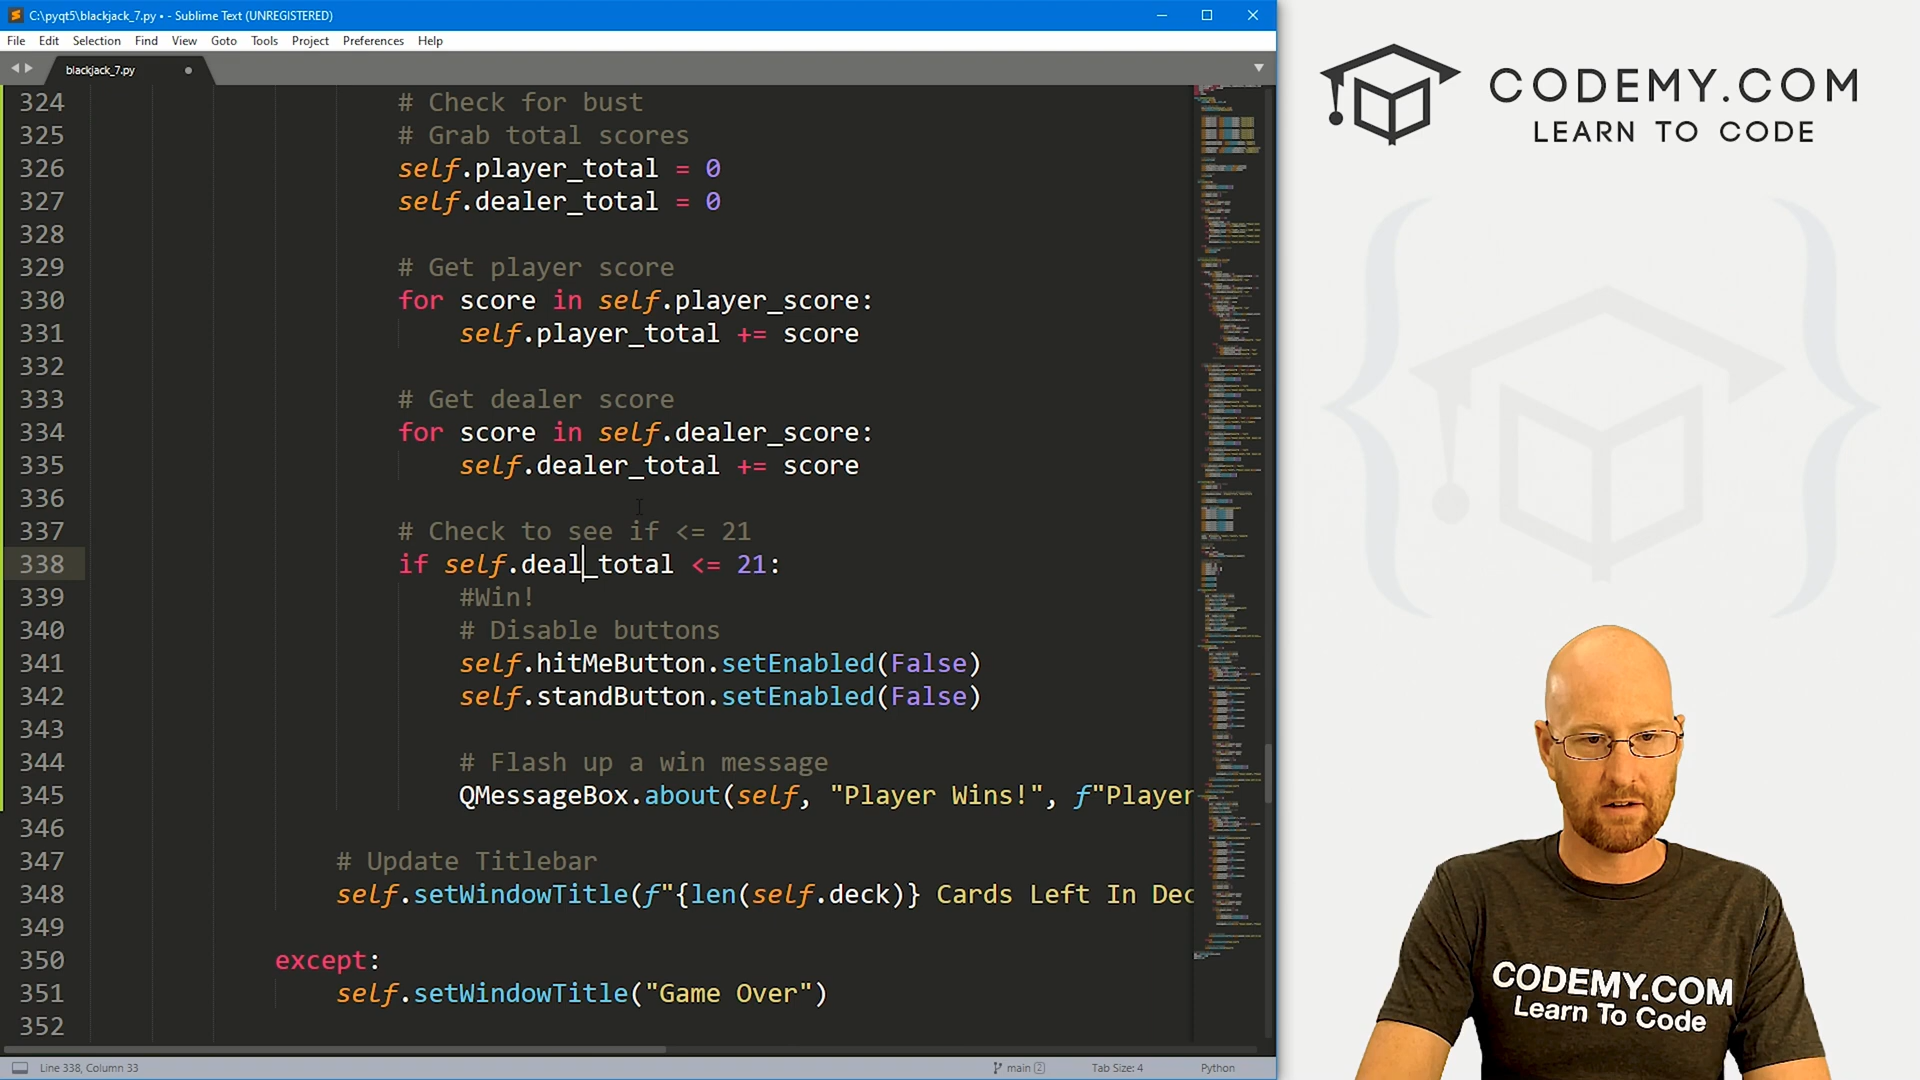 C:\pyqt5\blackjack_7.py • - Sublime Text (UNREGISTERED)
File Edit Selection Find View Goto Tools Project Preferences Help
blackjack_7.py
324 # Check for bust
325 # Grab total scores
326 self.player_total = 0
327 self.dealer_total = 0
328
329 # Get player score
330 for score in self.player_score:
331 self.player_total += score
332
333 # Get dealer score
334 for score in self.dealer_score:
335 self.dealer_total += score
336
337 # Check to see if <= 21
338 if self.deal_total <= 21:
339 #Win!
340 # Disable buttons
341 self.hitMeButton.setEnabled(False)
342 self.standButton.setEnabled(False)
343
344 # Flash up a win message
345 QMessageBox.about(self, "Player Wins!", f"Player
346
347 # Update Titlebar
348 self.setWindowTitle(f"{len(self.deck)} Cards Left In Dec
349
350 except:
351 self.setWindowTitle("Game Over")
352
Line 338, Column 33
main 2
Tab Size: 4
Python
CODEMY.COM
LEARN TO CODE
CODEMY.COM
Learn To Code